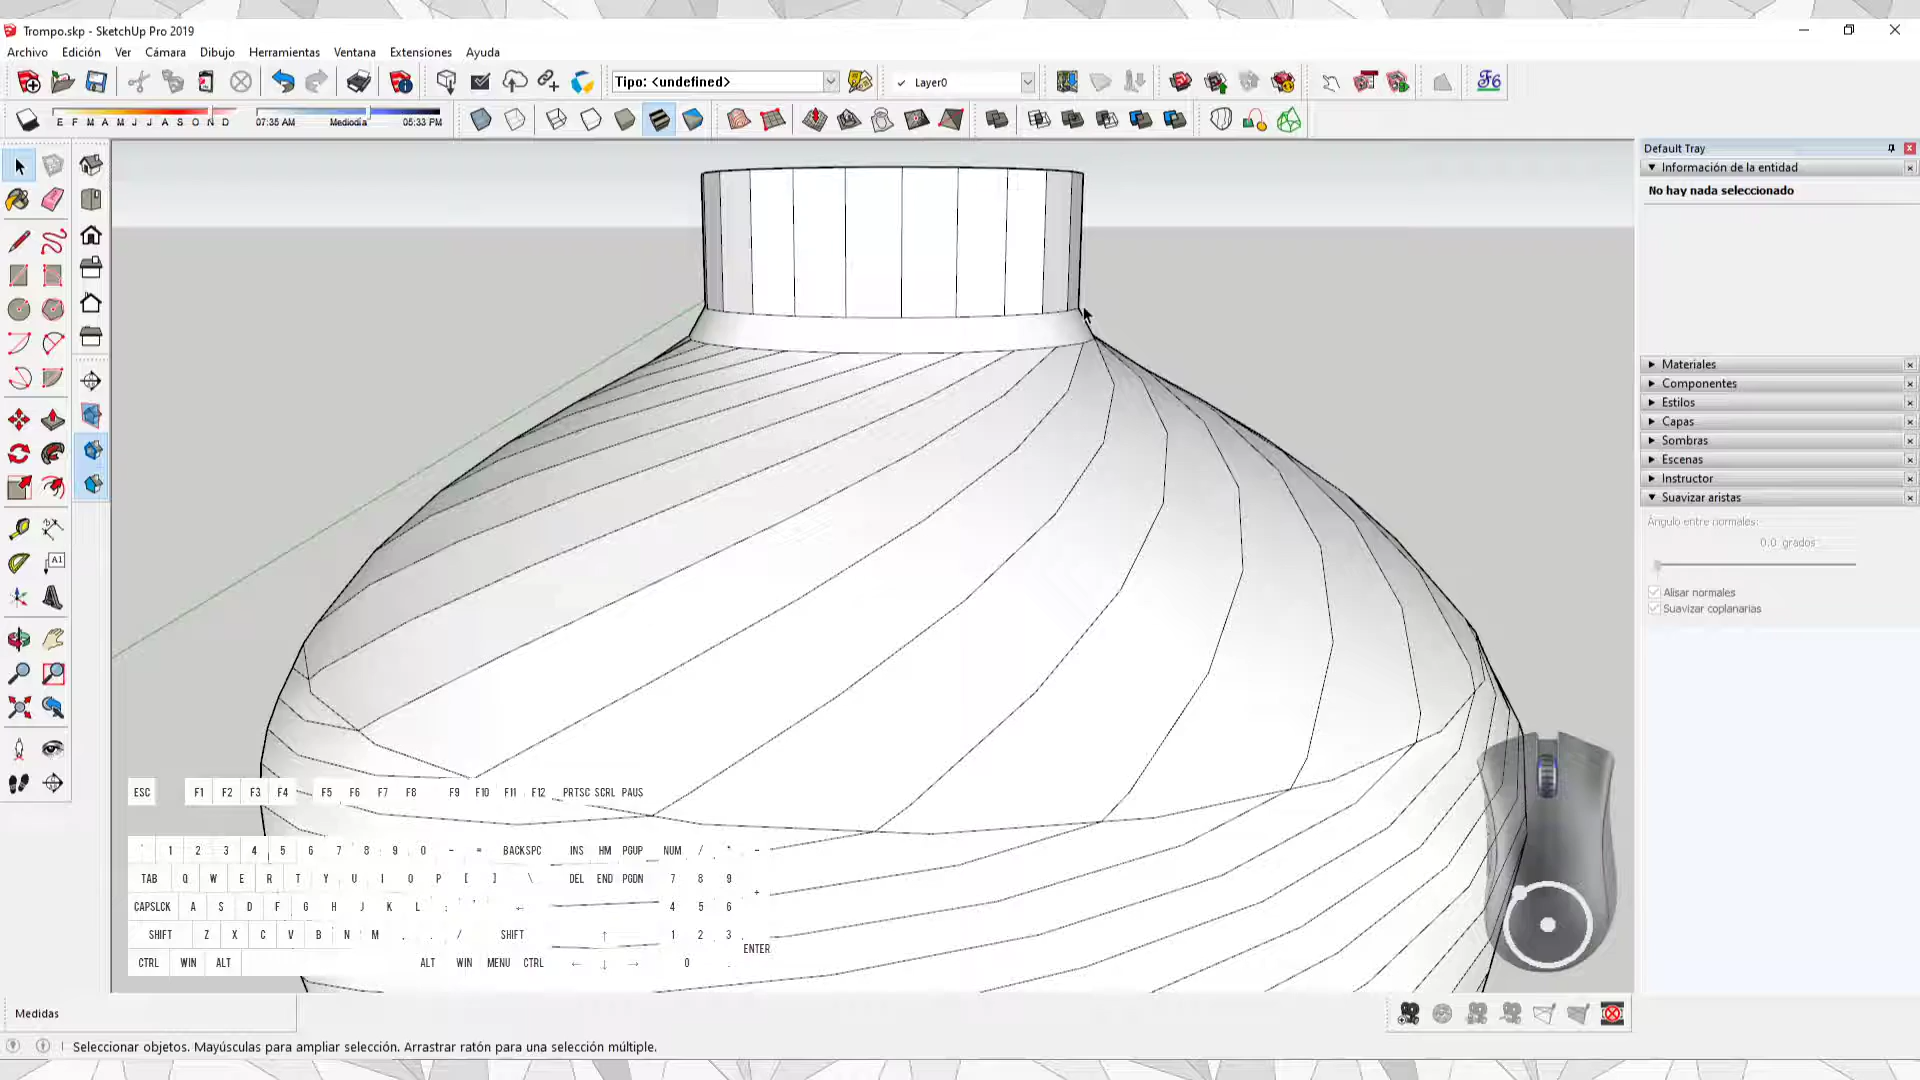 Trompo.skp - SketchUp Pro 2019
Archivo Edición Ver Cámara Dibujo Herramientas Ventana Extensiones Ayuda
Tipo: <undefined>
Layer0
E F M A M J J A S O N D
07:35 AM Mediodía 05:33 PM
Default Tray
Información de la entidad
No hay nada seleccionado
Materiales
Componentes
Estilos
Capas
Sombras
Escenas
Instructor
Suavizar aristas
Ángulo entre normales:
0.0 grados
Alisar normales
Suavizar coplanarias
ESC F1 F2 F3 F4 F5 F6 F7 F8 F9 F10 F11 F12 PRTSC SCRL PAUS
` 1 2 3 4 5 6 7 8 9 0 - = BACKSPC INS HM PGUP NUM / * -
TAB Q W E R T Y U I O P [ ] \ DEL END PGDN 7 8 9 +
CAPSLCK A S D F G H J K L ; ' ← 4 5 6
SHIFT Z X C V B N M , . / SHIFT ↑ 1 2 3 ENTER
CTRL WIN ALT ALT WIN MENU CTRL ← ↓ → 0 .
Medidas
Seleccionar objetos. Mayúsculas para ampliar selección. Arrastrar ratón para una selección múltiple.